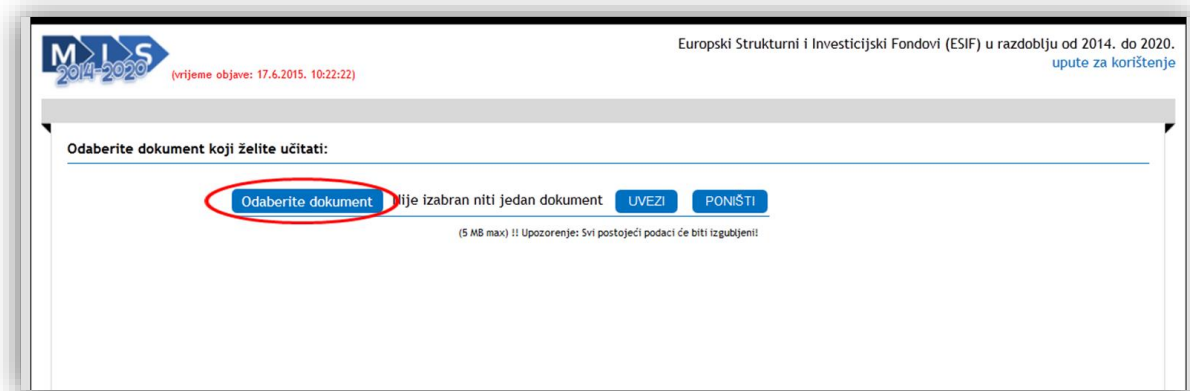 MIS
2014-2020
(vrijeme objave: 17.6.2015. 10:22:22)
Europski Strukturni i Investicijski Fondovi (ESIF) u razdoblju od 2014. do 2020.
upute za korištenje
Odaberite dokument koji želite učitati:
Odaberite dokument Nije izabran niti jedan dokument UVEZI PONIŠTI
(5 MB max) !! Upozorenje: Svi postojeći podaci će biti izgubljeni!